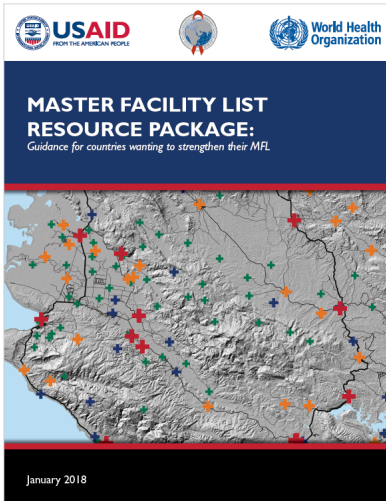 USAID
FROM THE AMERICAN PEOPLE
World Health
Organization
MASTER FACILITY LIST
RESOURCE PACKAGE:
Guidance for countries wanting to strengthen their MFL
January 2018